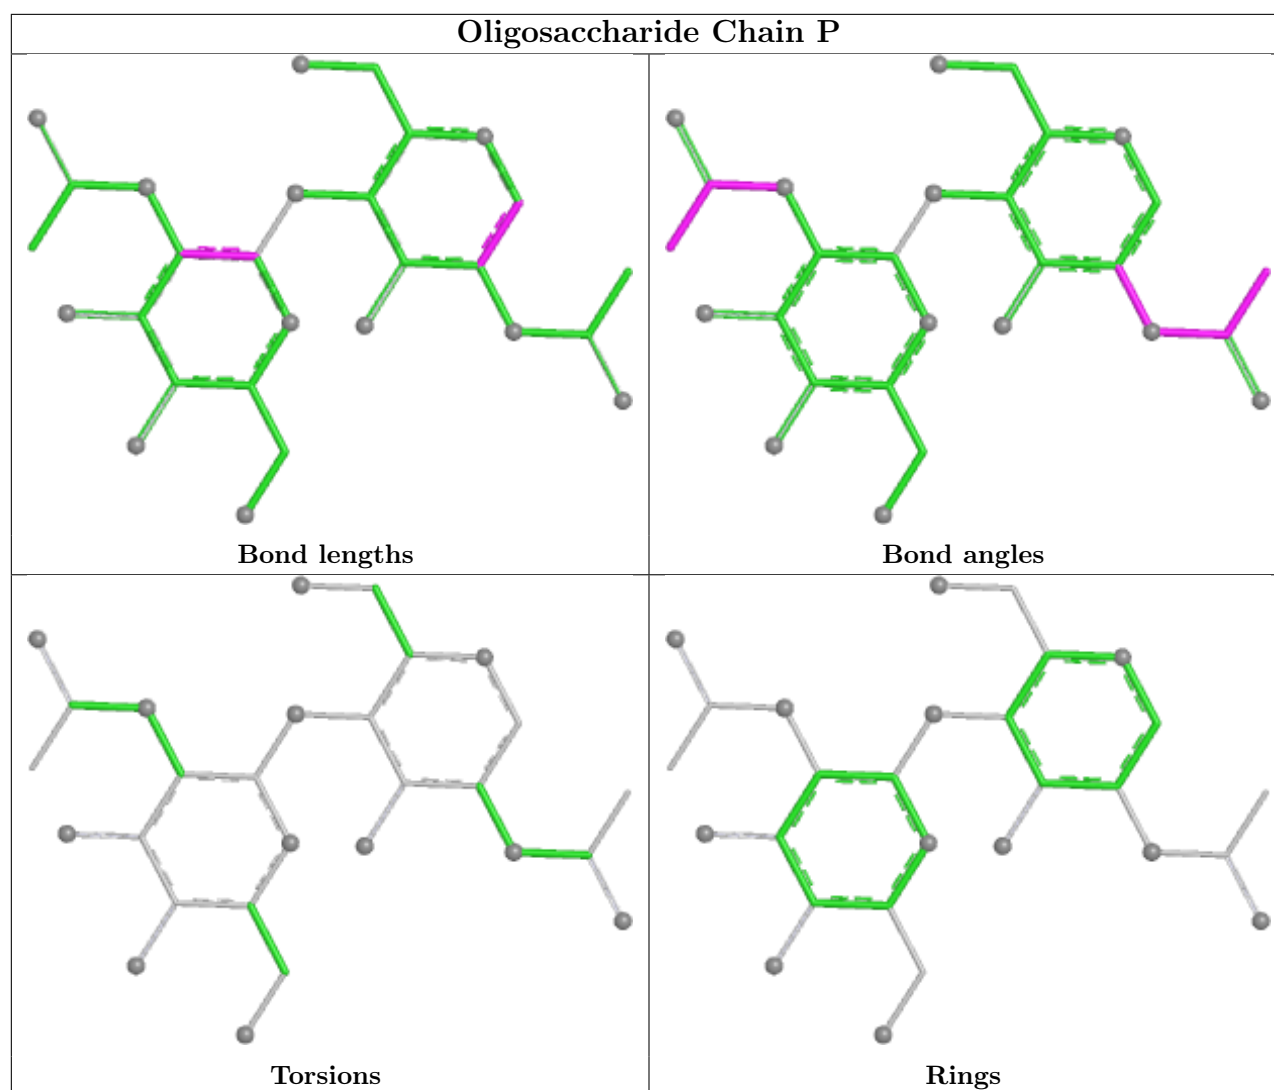 Oligosaccharide Chain P
Bond lengths
Bond angles
Torsions
Rings